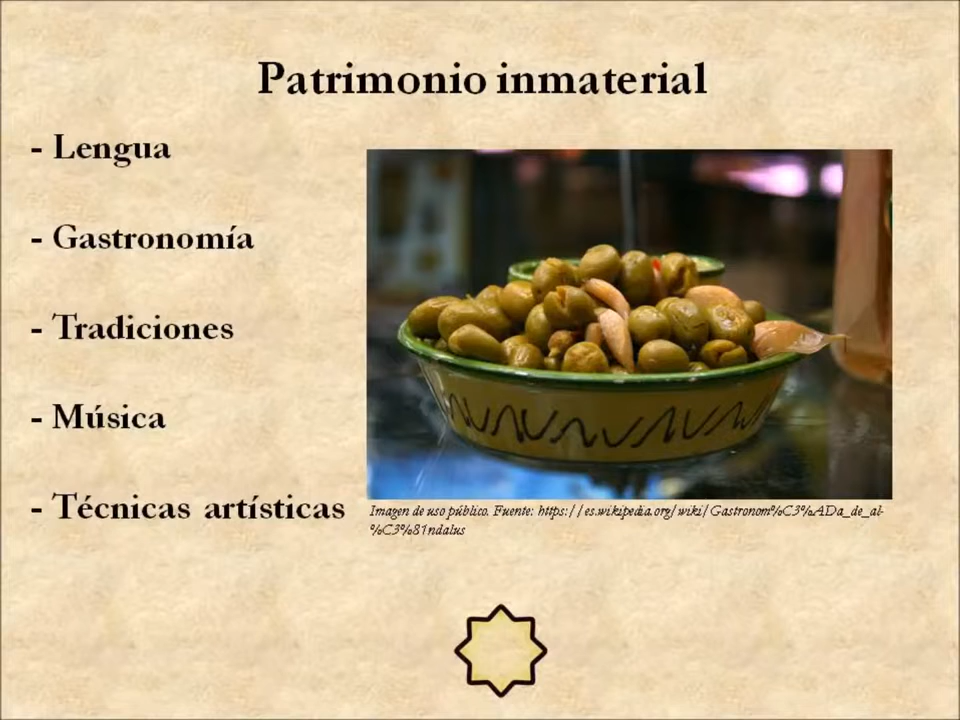 Patrimonio inmaterial
- Lengua
- Gastronomía
- Tradiciones
- Música
- Técnicas artísticas
Imagen de uso público. Fuente: https://es.wikipedia.org/wiki/Gastronom%C3%ADa_de_al-
%C3%81ndalus